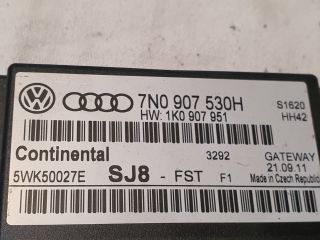 7N0 907 530H
HW: 1K0 907 951
S1620
HH42
Continental
3292
GATEWAY
5WK50027E
SJ8 - FST F1
21.09.11
Made in Czech Republic